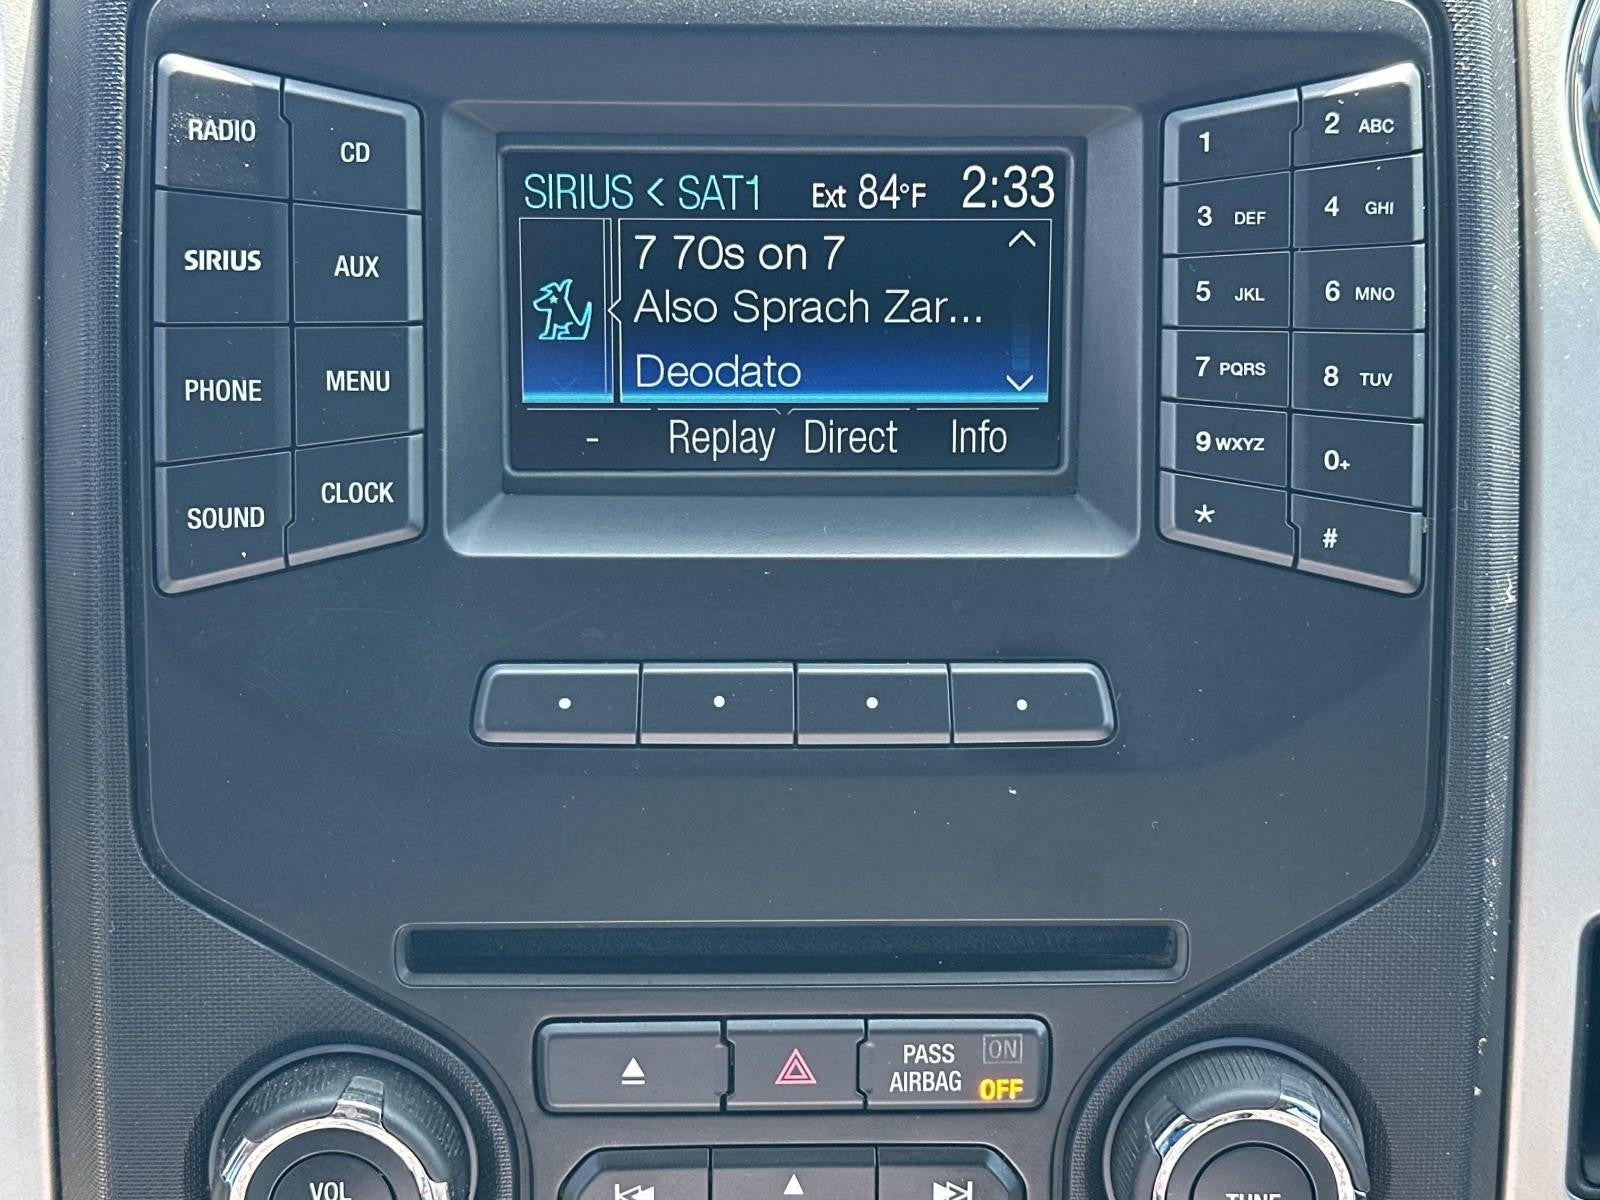 RADIO
CD
SIRIUS
AUX
PHONE
MENU
SOUND
CLOCK
SIRIUS < SAT1 Ext 84°F 2:33
7 70s on 7
Also Sprach Zar...
Deodato
- Replay Direct Info
1
2 ABC
3 DEF
4 GHI
5 JKL
6 MNO
7 PQRS
8 TUV
9 WXYZ
0+
*
#
PASS AIRBAG
ON
OFF
VOL
TUNE